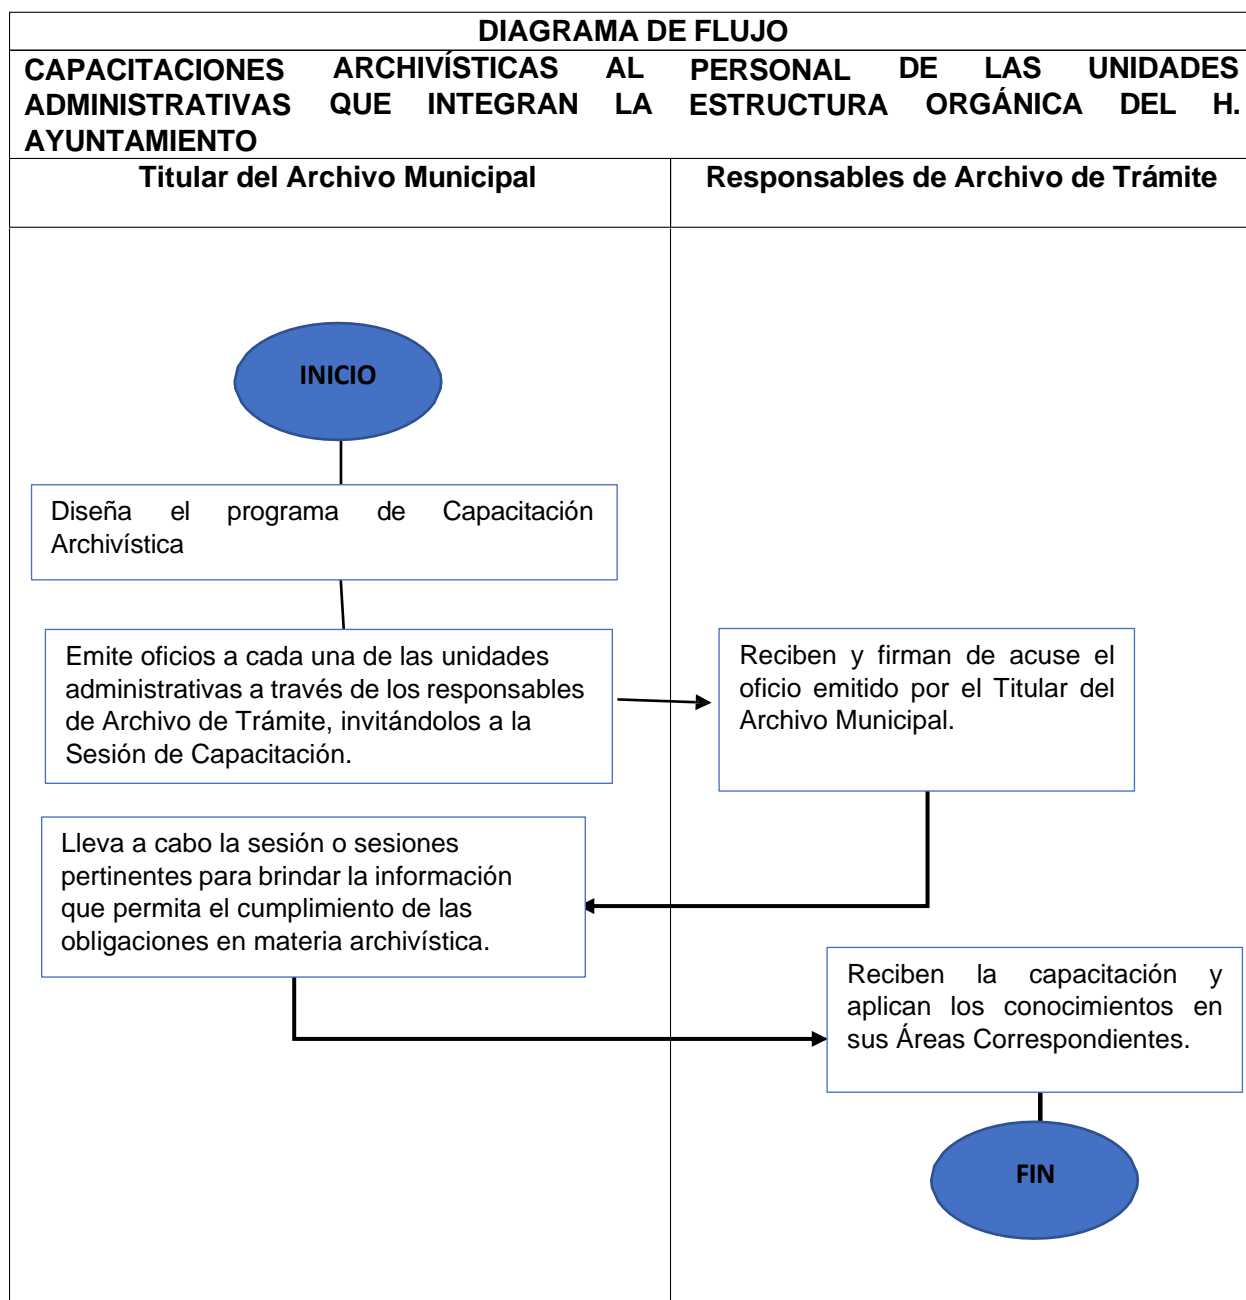 DIAGRAMA DE FLUJO
CAPACITACIONES ARCHIVÍSTICAS AL PERSONAL DE LAS UNIDADES
ADMINISTRATIVAS QUE INTEGRAN LA ESTRUCTURA ORGÁNICA DEL H.
AYUNTAMIENTO
Titular del Archivo Municipal
Responsables de Archivo de Trámite
INICIO
Diseña el programa de Capacitación
Archivística
Emite oficios a cada una de las unidades
administrativas a través de los responsables
de Archivo de Trámite, invitándolos a la
Sesión de Capacitación.
Reciben y firman de acuse el
oficio emitido por el Titular del
Archivo Municipal.
Lleva a cabo la sesión o sesiones
pertinentes para brindar la información
que permita el cumplimiento de las
obligaciones en materia archivística.
Reciben la capacitación y
aplican los conocimientos en
sus Áreas Correspondientes.
FIN